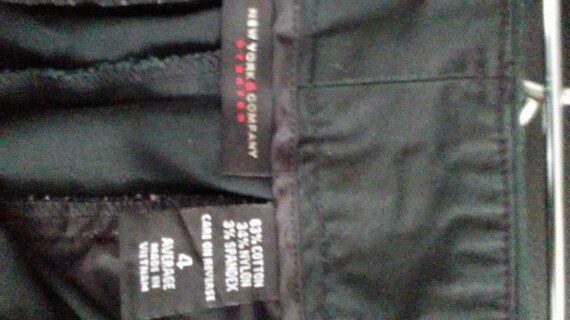 NEW YORK & COMPANY
STRETCH
63% COTTON
34% NYLON
3% SPANDEX
CARE ON REVERSE
4
AVERAGE
MADE IN
VIETNAM